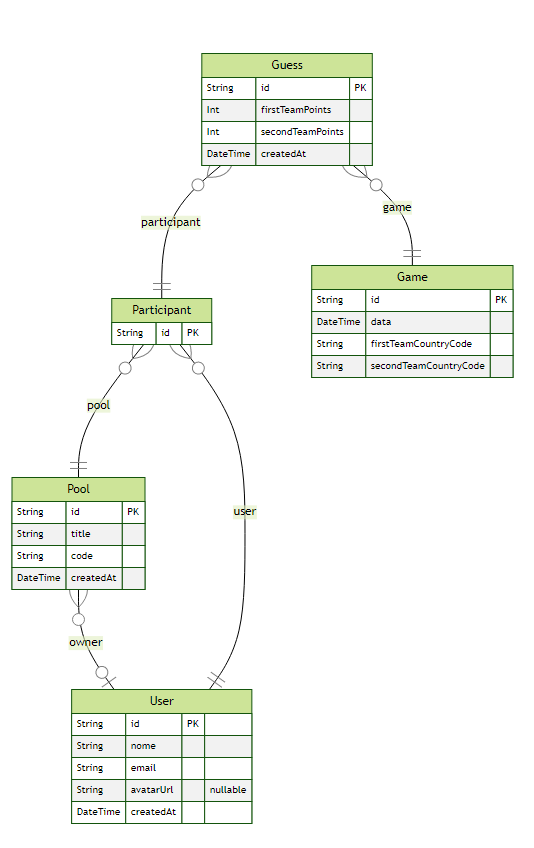 Guess
String id PK
Int firstTeamPoints
Int secondTeamPoints
DateTime createdAt
participant
game
Game
String id PK
DateTime data
String firstTeamCountryCode
String secondTeamCountryCode
Participant
String id PK
pool
user
Pool
String id PK
String title
String code
DateTime createdAt
owner
User
String id PK
String nome
String email
String avatarUrl nullable
DateTime createdAt